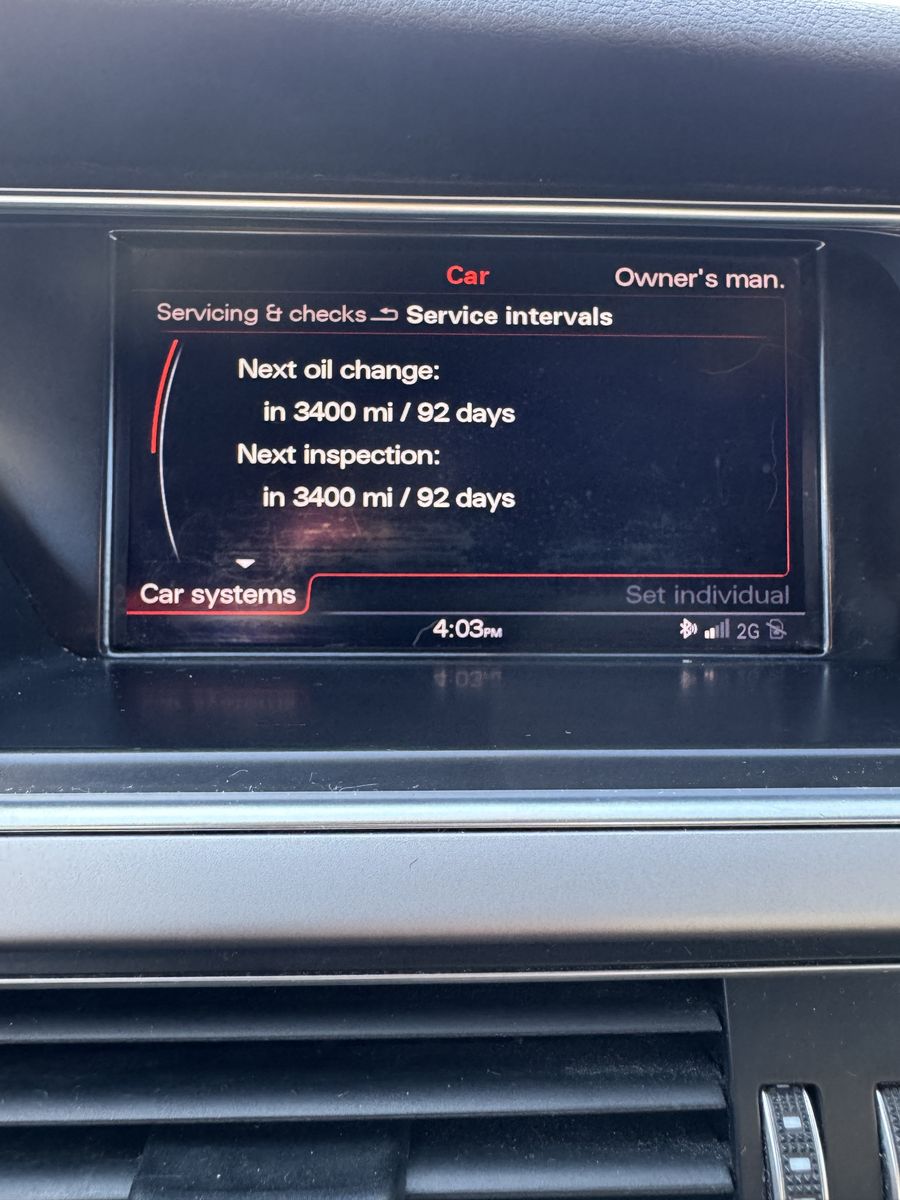 Car
Owner's man.
Servicing & checks Service intervals
Next oil change:
in 3400 mi / 92 days
Next inspection:
in 3400 mi / 92 days
Car systems
Set individual
4:03PM
2G